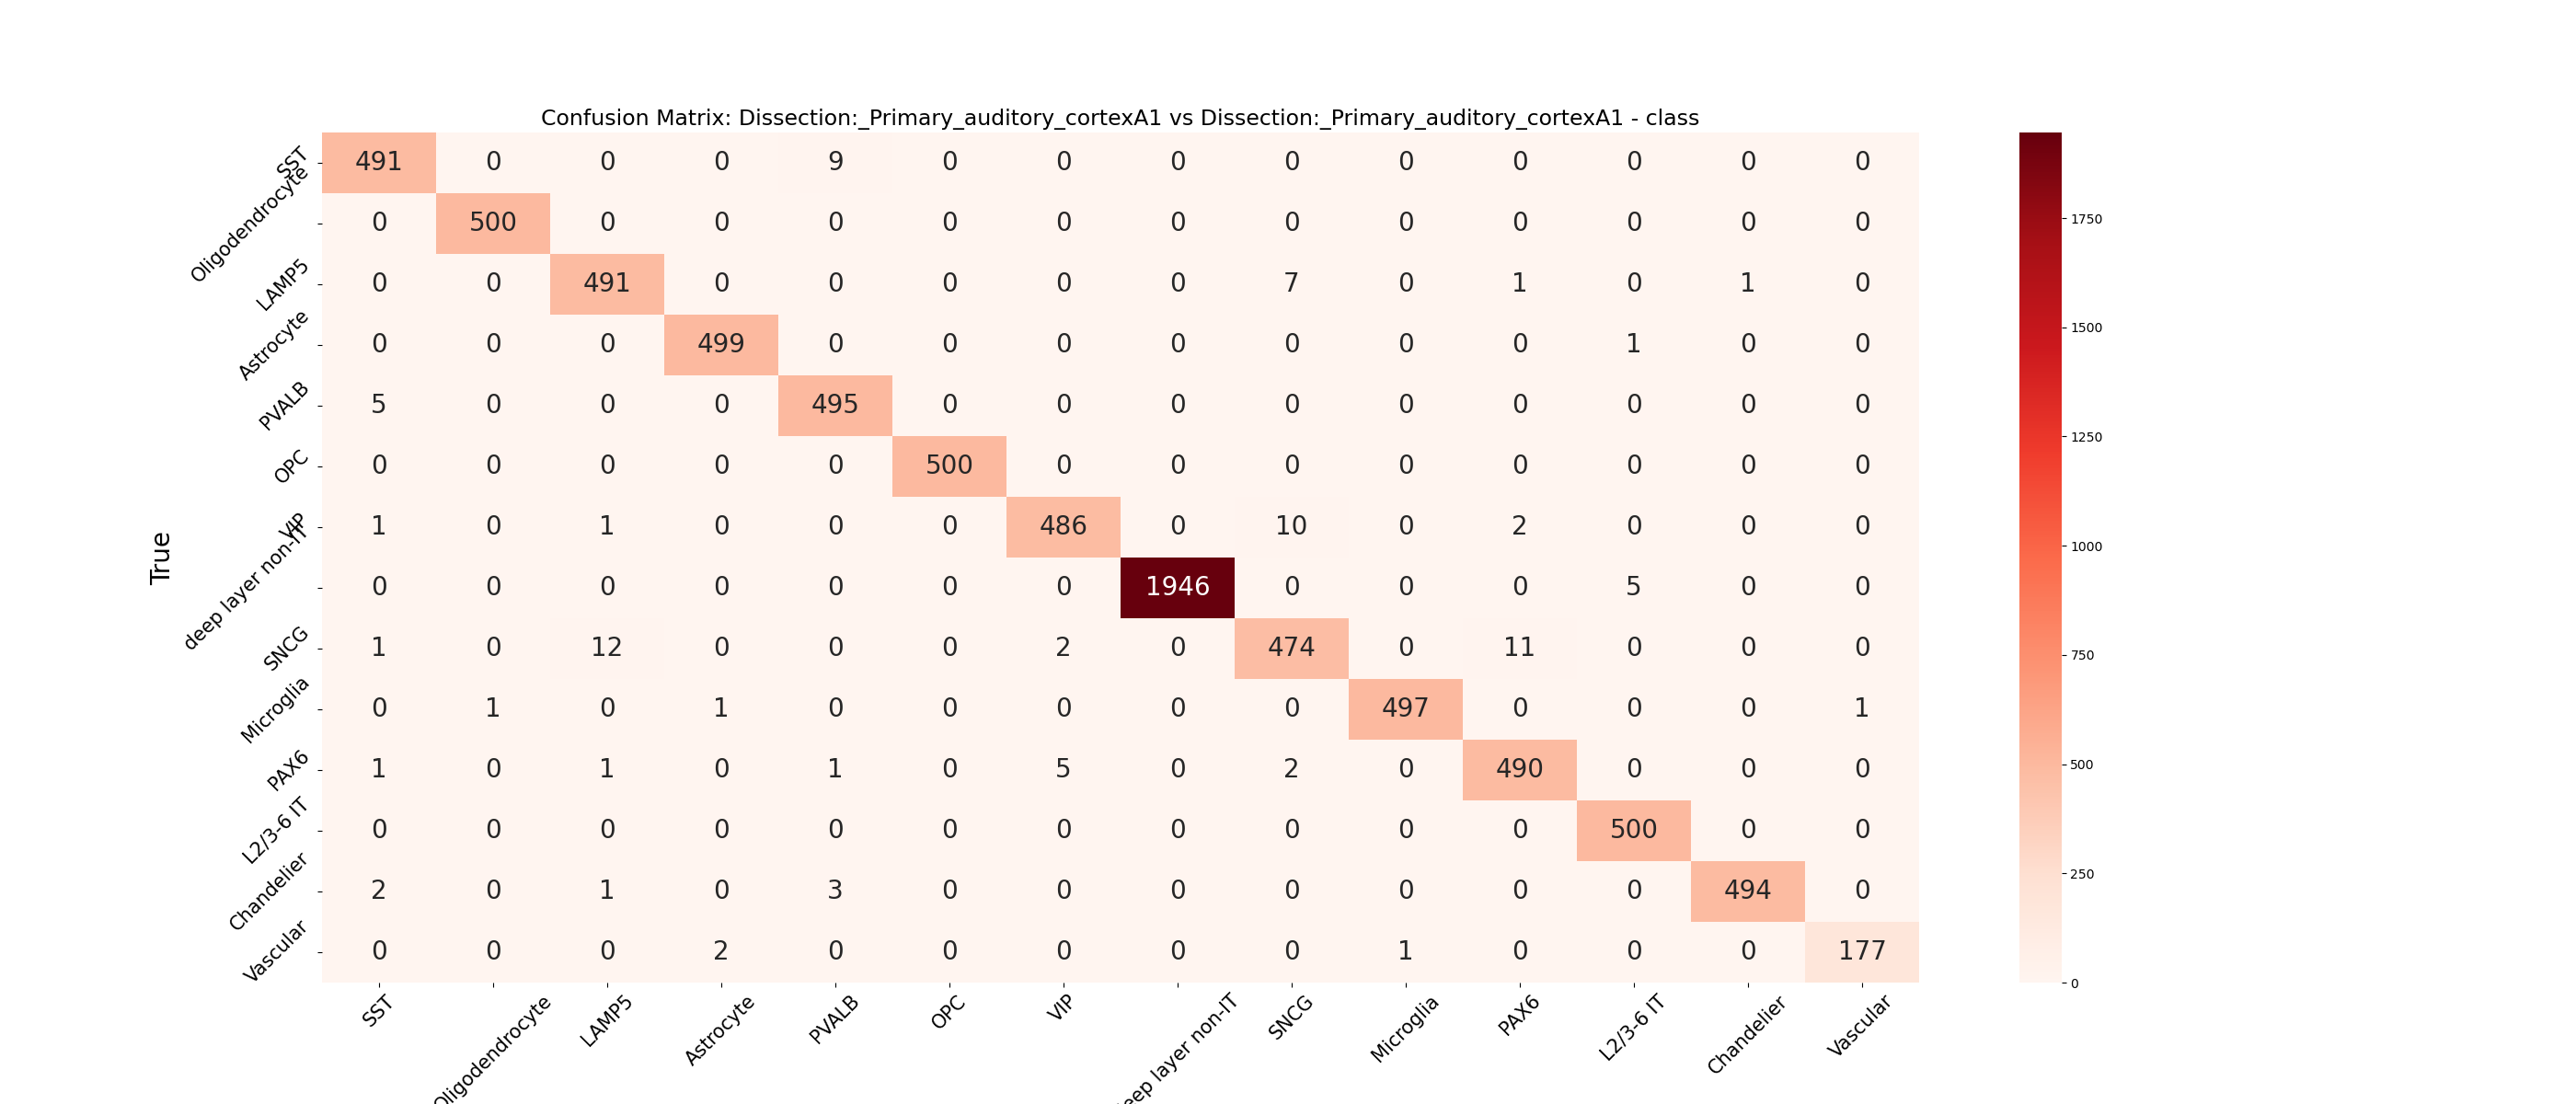 Confusion Matrix: Dissection:_Primary_auditory_cortexA1 vs Dissection:_Primary_auditory_cortexA1 - class
True
SST 491 0 0 0 9 0 0 0 0 0 0 0 0 0
Oligodendrocyte 0 500 0 0 0 0 0 0 0 0 0 0 0 0
LAMP5 0 0 491 0 0 0 0 0 7 0 1 0 1 0
Astrocyte 0 0 0 499 0 0 0 0 0 0 0 1 0 0
PVALB 5 0 0 0 495 0 0 0 0 0 0 0 0 0
OPC 0 0 0 0 0 500 0 0 0 0 0 0 0 0
VIP 1 0 1 0 0 0 486 0 10 0 2 0 0 0
deep layer non-IT 0 0 0 0 0 0 0 1946 0 0 0 5 0 0
SNCG 1 0 12 0 0 0 2 0 474 0 11 0 0 0
Microglia 0 1 0 1 0 0 0 0 0 497 0 0 0 1
PAX6 1 0 1 0 1 0 5 0 2 0 490 0 0 0
L2/3-6 IT 0 0 0 0 0 0 0 0 0 0 0 500 0 0
Chandelier 2 0 1 0 3 0 0 0 0 0 0 0 494 0
Vascular 0 0 0 2 0 0 0 0 0 1 0 0 0 177
SST Oligodendrocyte LAMP5 Astrocyte PVALB OPC VIP deep layer non-IT SNCG Microglia PAX6 L2/3-6 IT Chandelier Vascular
1750
1500
1250
1000
750
500
250
0